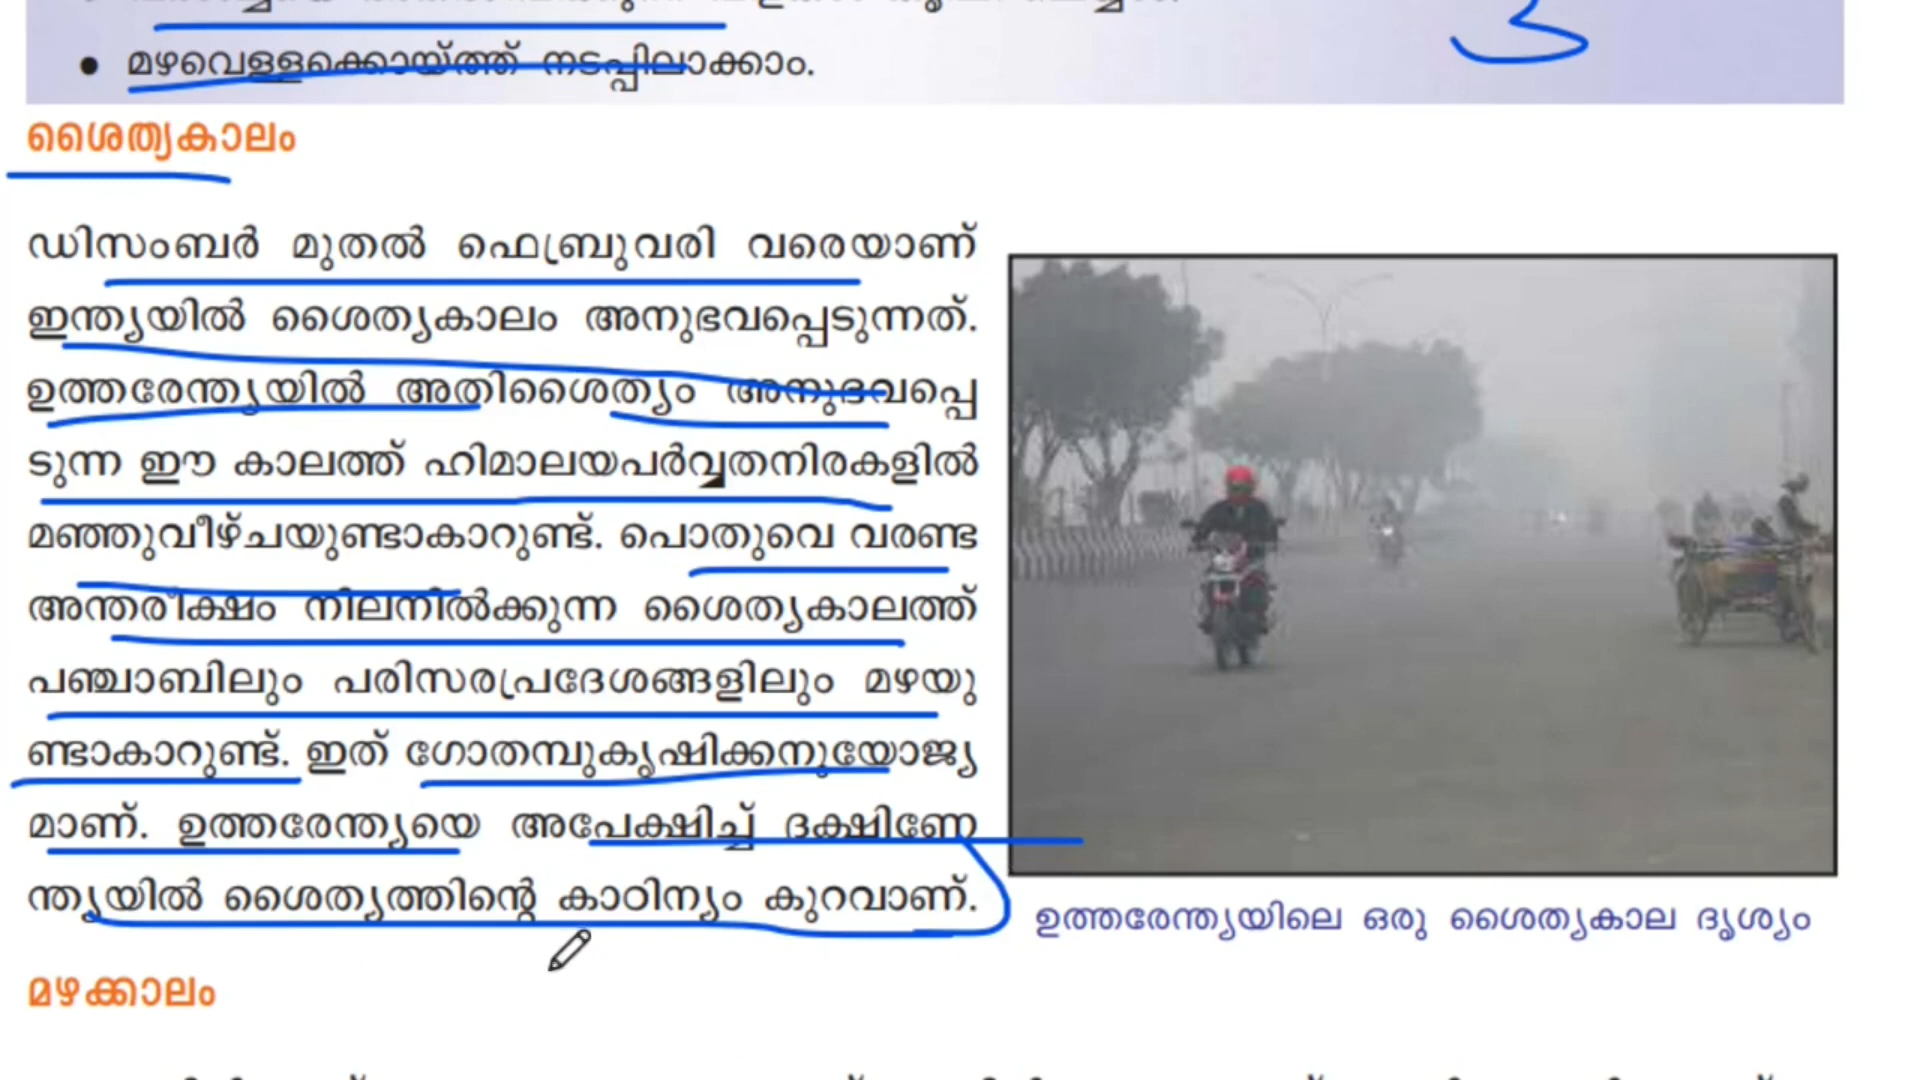 മഴവെള്ളക്കൊയ്ത്ത് നടപ്പിലാക്കാം.
ശൈത്യകാലം
ഡിസംബർ മുതൽ ഫെബ്രുവരി വരെയാണ്
ഇന്ത്യയിൽ ശൈത്യകാലം അനുഭവപ്പെടുന്നത്.
ഉത്തരേന്ത്യയിൽ അതിശൈത്യം അനുഭവപ്പെ
ടുന്ന ഈ കാലത്ത് ഹിമാലയപർവ്വതനിരകളിൽ
മഞ്ഞുവീഴ്ചയുണ്ടാകാറുണ്ട്. പൊതുവെ വരണ്ട
അന്തരീക്ഷം നിലനിൽക്കുന്ന ശൈത്യകാലത്ത്
പഞ്ചാബിലും പരിസരപ്രദേശങ്ങളിലും മഴയു
ണ്ടാകാറുണ്ട്. ഇത് ഗോതമ്പുകൃഷിക്കനുയോജ്യ
മാണ്. ഉത്തരേന്ത്യയെ അപേക്ഷിച്ച് ദക്ഷിണേ
ന്ത്യയിൽ ശൈത്യത്തിന്റെ കാഠിന്യം കുറവാണ്.
ഉത്തരേന്ത്യയിലെ ഒരു ശൈത്യകാല ദൃശ്യം
മഴക്കാലം